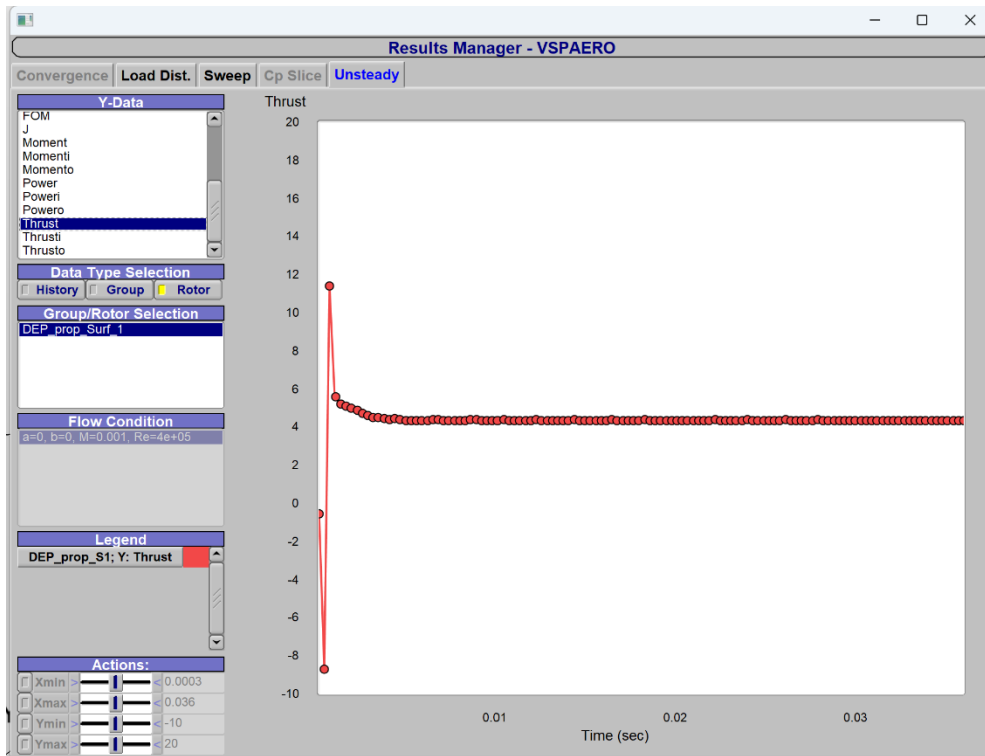 Results Manager - VSPAERO
Convergence Load Dist. Sweep Cp Slice Unsteady
Y-Data
FOM
J
Moment
Momenti
Momento
Power
Poweri
Powero
Thrust
Thrusti
Thrusto
Data Type Selection
History Group Rotor
Group/Rotor Selection
DEP_prop_Surf_1
Flow Condition
a=0, b=0, M=0.001, Re=4e+05
Legend
DEP_prop_S1; Y: Thrust
Actions:
Xmin > < 0.0003
Xmax > < 0.036
Ymin > < -10
Ymax > < 20
Thrust
20
18
16
14
12
10
8
6
4
2
0
-2
-4
-6
-8
-10
0.01 0.02 0.03
Time (sec)